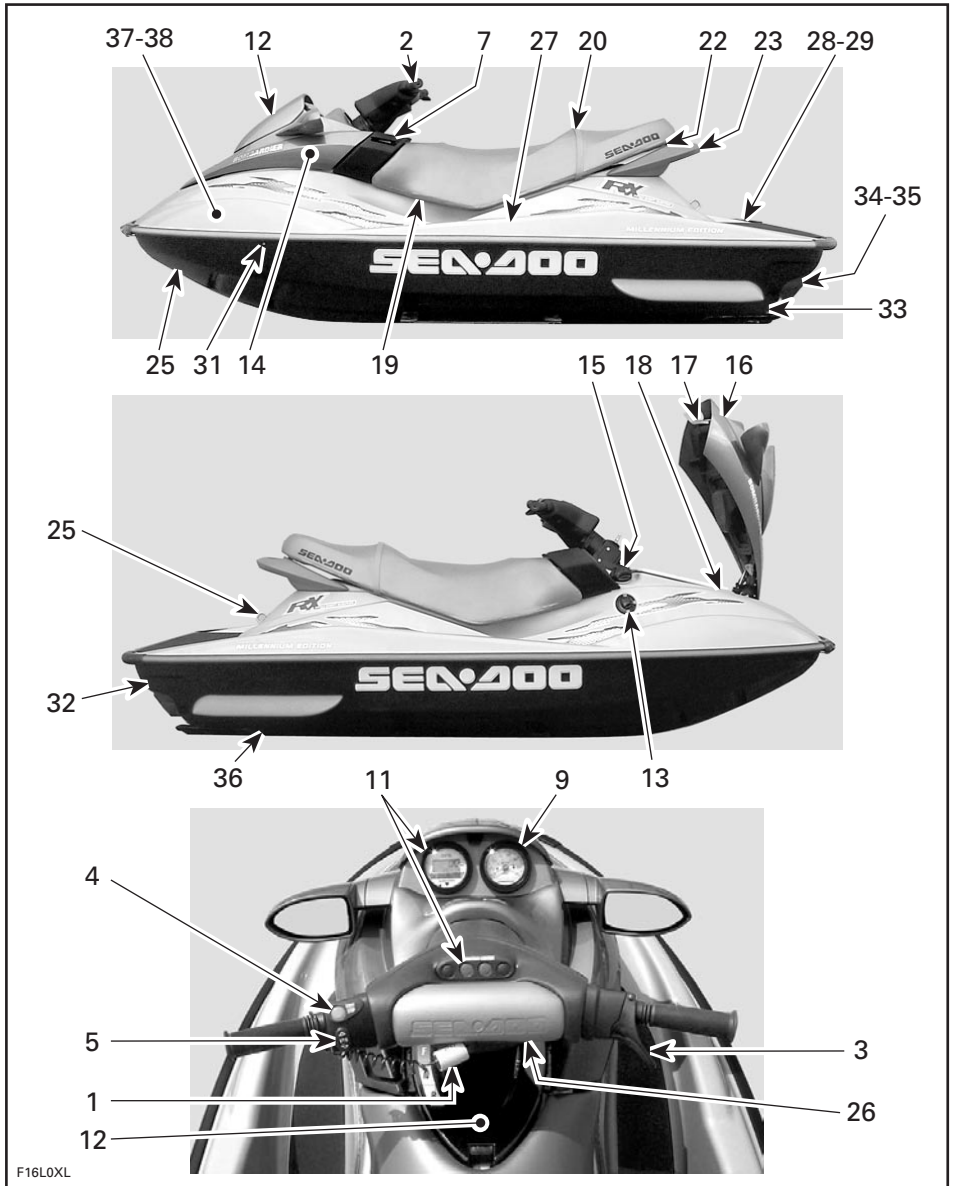 37-38 12 2 7 27 20 22 23 28-29
BOMBARDIER
SEA-DOO
RX
34-35
MILLENNIUM EDITION
SEA•DOO
33
25 31 14 19 15 18 17 16
25
SEA-DOO
RX
MILLENNIUM EDITION
SEA•DOO
32
36 13
11 9
4
SEA-DOO
5 3
1
26
12
F16L0XL